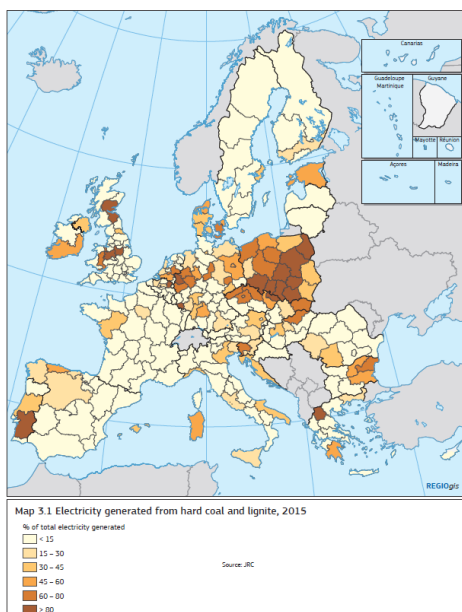 Canarias
Guadeloupe
Martinique
Guyane
Mayotte
Réunion
Açores
Madeira
REGIOgis
Map 3.1 Electricity generated from hard coal and lignite, 2015
% of total electricity generated
< 15
15 – 30
30 – 45
45 – 60
60 – 80
> 80
Source: JRC